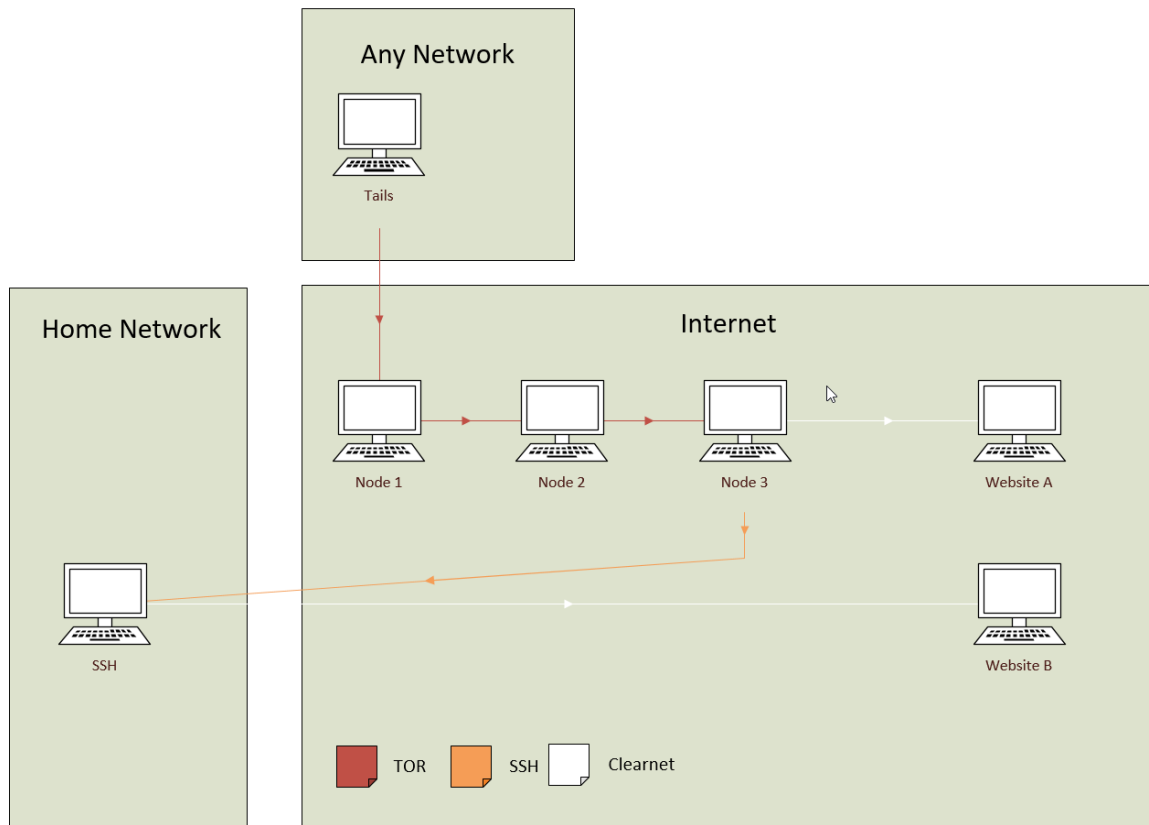 Any Network
Tails
Home Network
Internet
Node 1
Node 2
Node 3
Website A
SSH
Website B
TOR
SSH
Clearnet